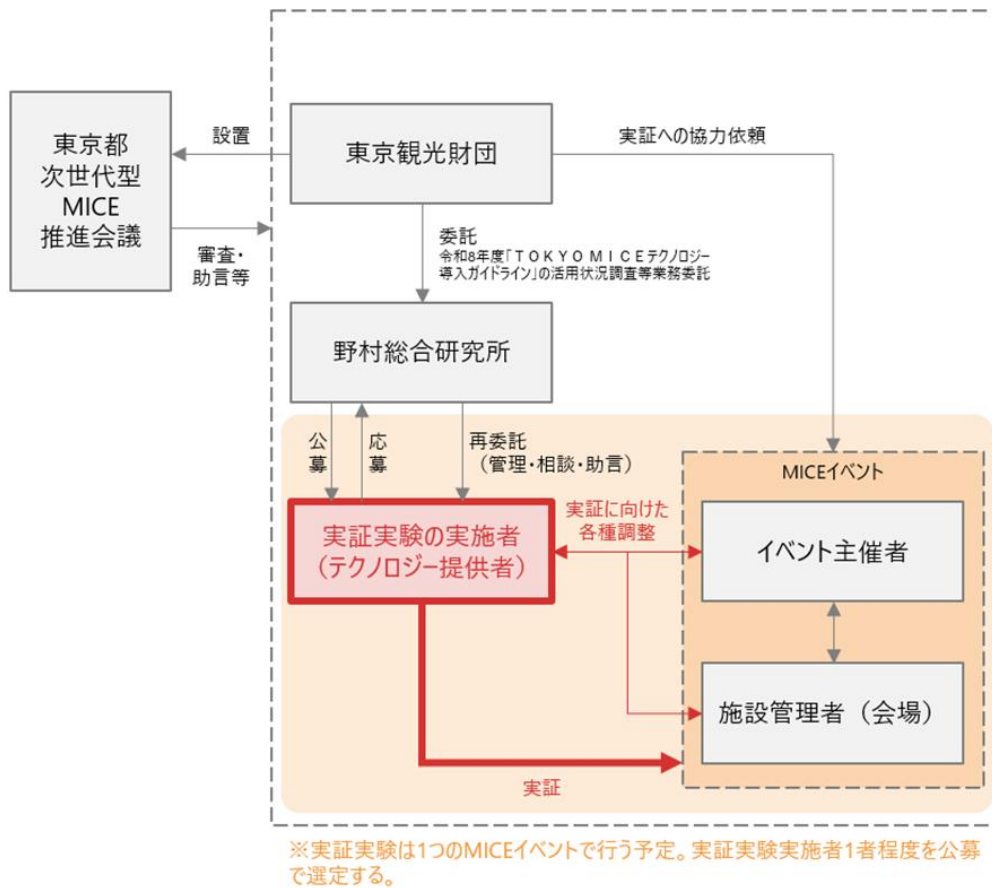 東京都
次世代型
MICE
推進会議
設置
審査・
助言等
東京観光財団
実証への協力依頼
委託
令和8年度「ＴＯＫＹＯ ＭＩＣＥテクノロジー
導入ガイドライン」の活用状況調査等業務委託
野村総合研究所
公募
応募
再委託
（管理・相談・助言）
実証実験の実施者
（テクノロジー提供者）
実証に向けた
各種調整
MICEイベント
イベント主催者
施設管理者（会場）
実証
※実証実験は1つのMICEイベントで行う予定。実証実験実施者1者程度を公募
で選定する。